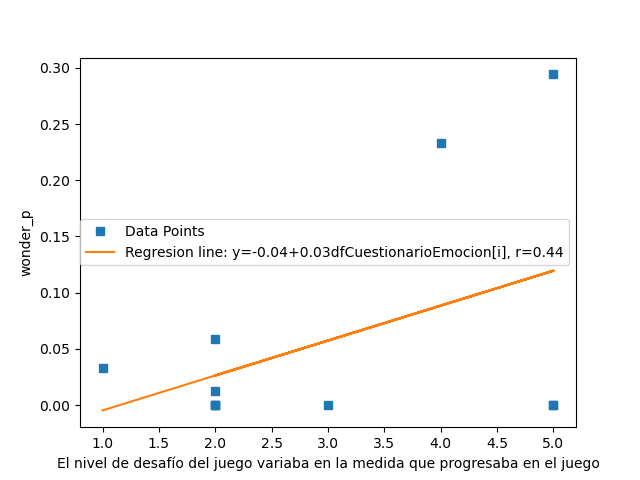 0.30
0.25
0.20
0.15
0.10
0.05
0.00
wonder_p
Data Points
Regresion line: y=-0.04+0.03dfCuestionarioEmocion[i], r=0.44
1.0 1.5 2.0 2.5 3.0 3.5 4.0 4.5 5.0
El nivel de desafío del juego variaba en la medida que progresaba en el juego